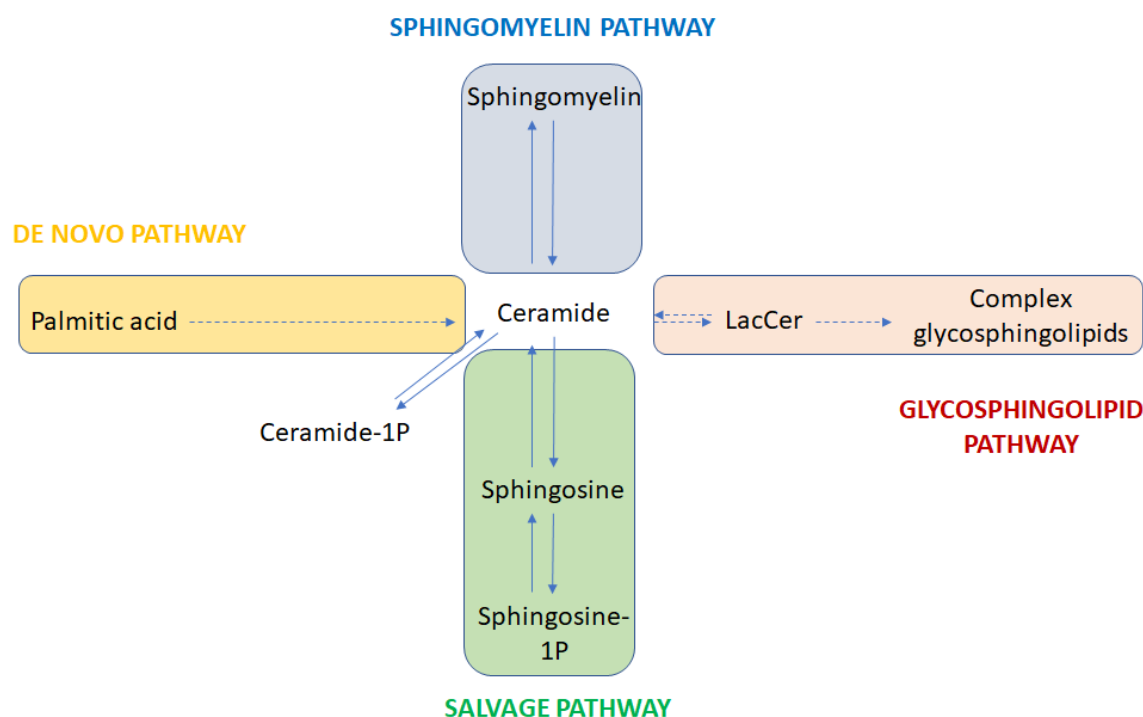 SPHINGOMYELIN PATHWAY
Sphingomyelin
DE NOVO PATHWAY
Palmitic acid
Ceramide
LacCer
Complex
glycosphingolipids
Ceramide-1P
GLYCOSPHINGOLIPID
PATHWAY
Sphingosine
Sphingosine-
1P
SALVAGE PATHWAY